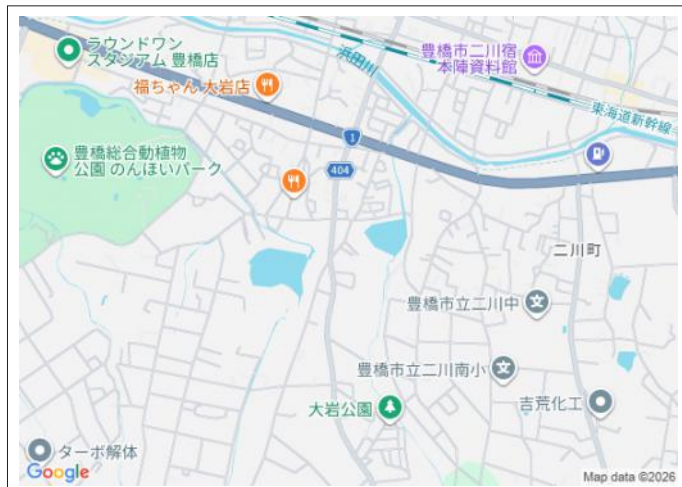 ラウンドワン
スタジアム 豊橋店
福ちゃん 大岩店
浜田川
豊橋市二川宿
本陣資料館
東海道新幹線
1
404
豊橋総合動植物
公園 のんほいパーク
二川町
豊橋市立二川中
文
豊橋市立二川南小
文
大岩公園
吉荒化工
ターボ解体
Google
Map data ©2026